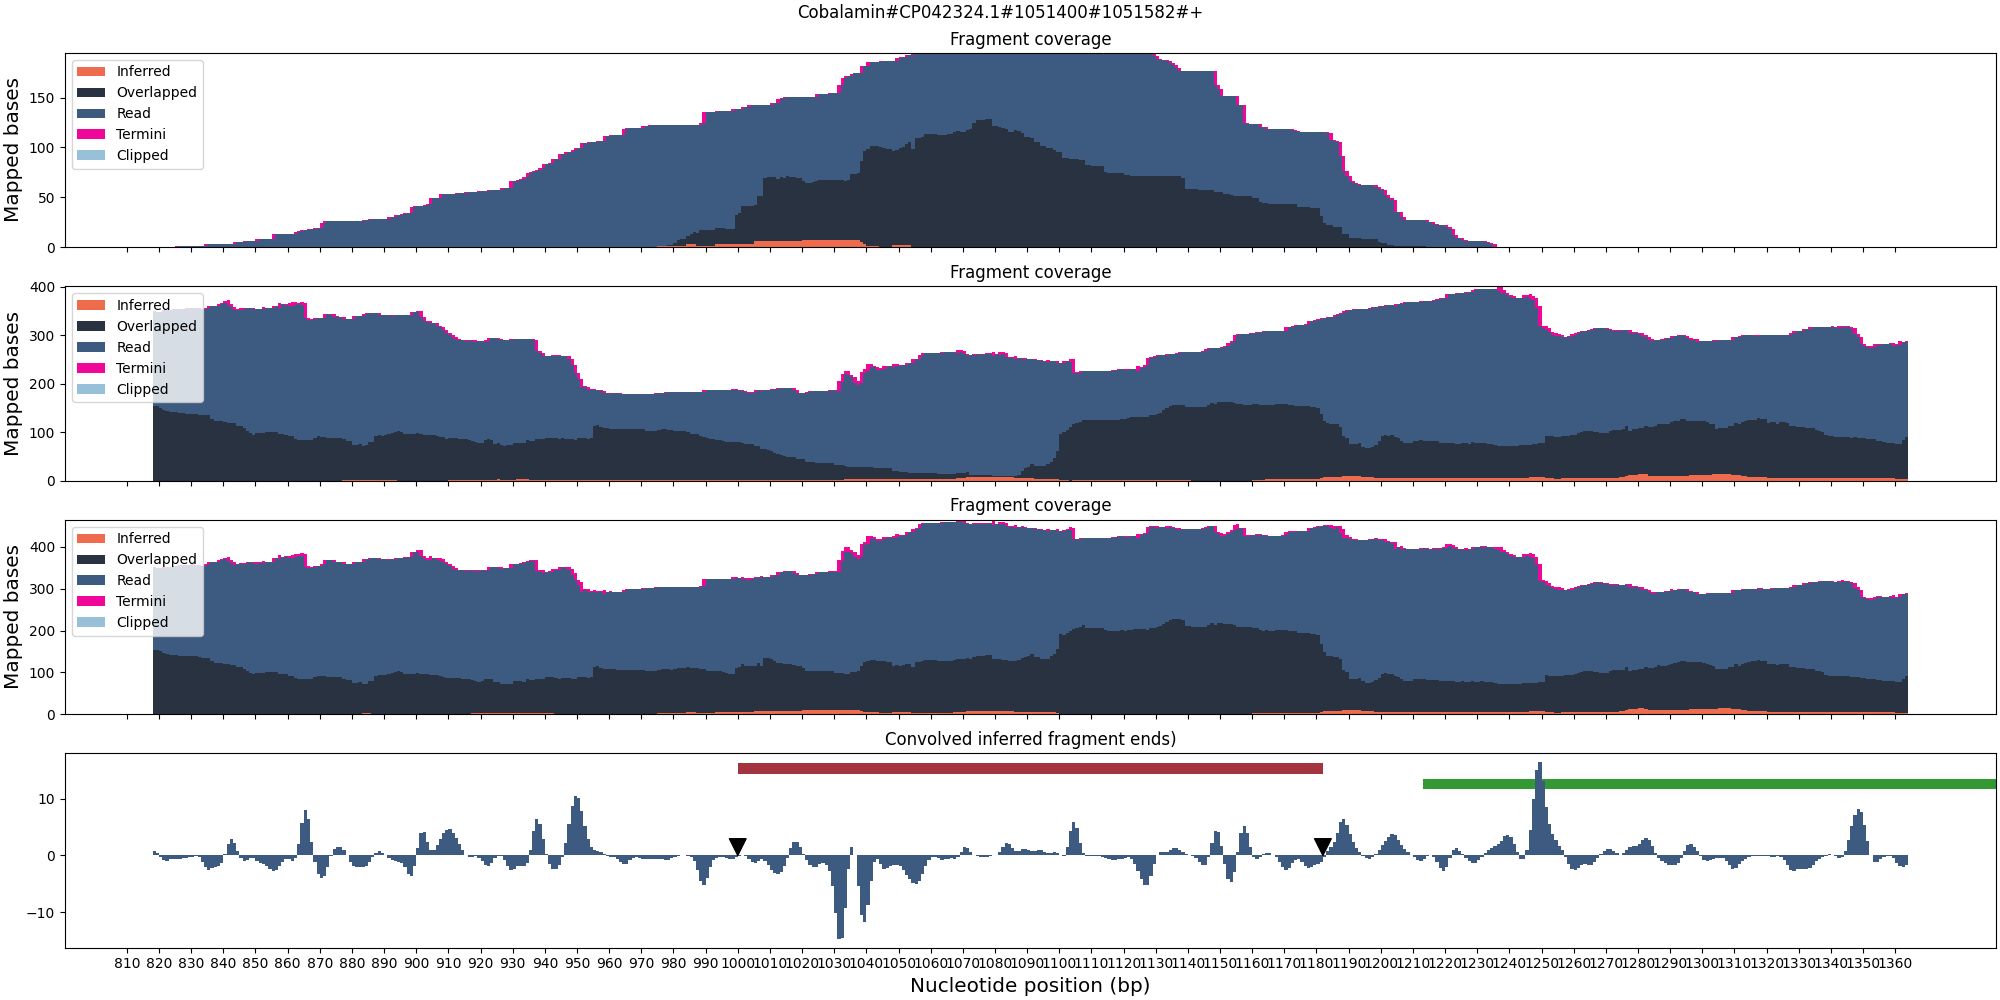 Cobalamin#CP042324.1#1051400#1051582#+
Fragment coverage
Mapped bases
150
100
50
0
Inferred
Overlapped
Read
Termini
Clipped
Fragment coverage
Mapped bases
400
300
200
100
0
Inferred
Overlapped
Read
Termini
Clipped
Fragment coverage
Mapped bases
400
300
200
100
0
Inferred
Overlapped
Read
Termini
Clipped
Convolved inferred fragment ends)
10
0
−10
810 820 830 840 850 860 870 880 890 900 910 920 930 940 950 960 970 980 990 1000 1010 1020 1030 1040 1050 1060 1070 1080 1090 1100 1110 1120 1130 1140 1150 1160 1170 1180 1190 1200 1210 1220 1230 1240 1250 1260 1270 1280 1290 1300 1310 1320 1330 1340 1350 1360
Nucleotide position (bp)